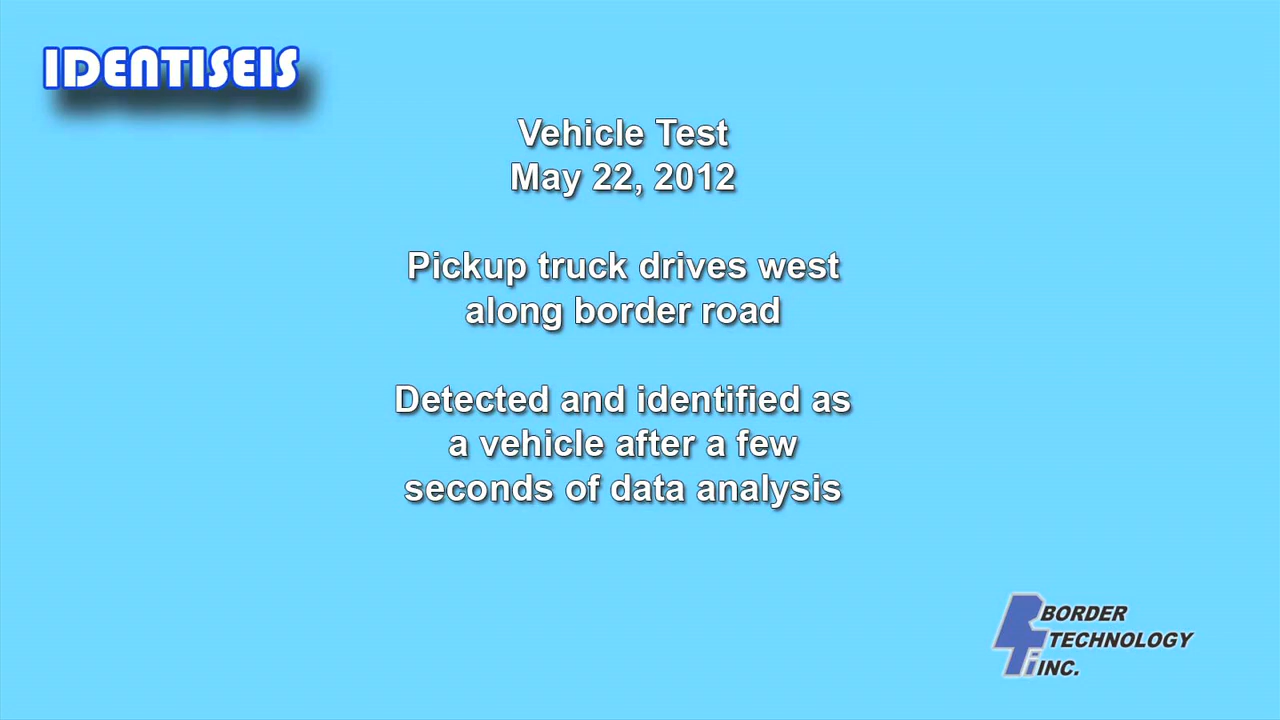 IDENTISEIS
Vehicle Test
May 22, 2012
Pickup truck drives west
along border road
Detected and identified as
a vehicle after a few
seconds of data analysis
BORDER
TECHNOLOGY
INC.